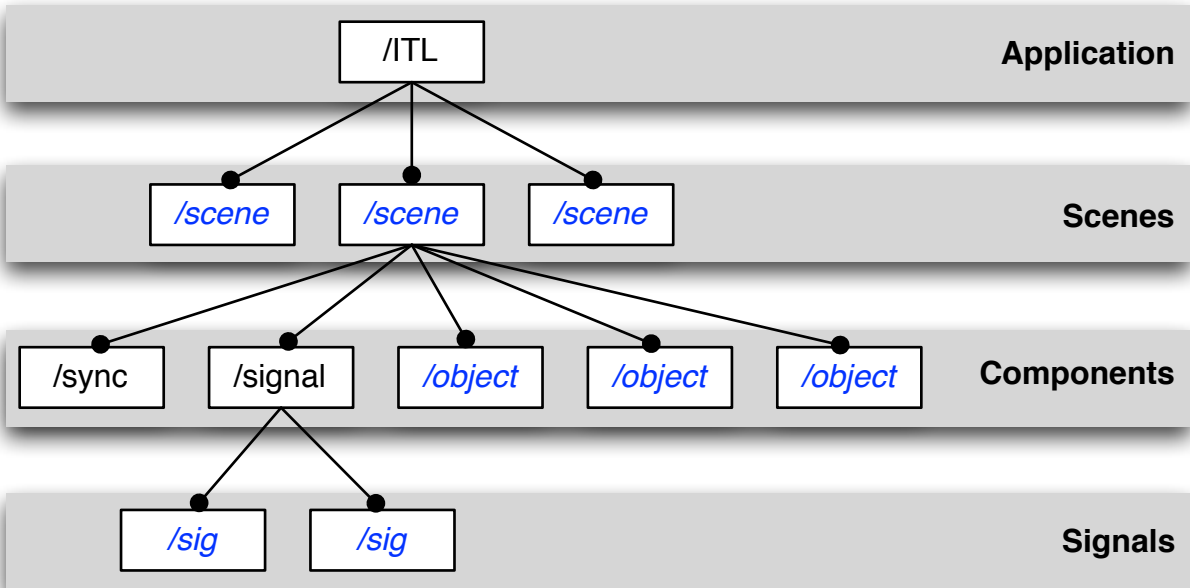 /ITL
Application
/scene /scene /scene
Scenes
/sync /signal /object /object /object
Components
/sig /sig
Signals